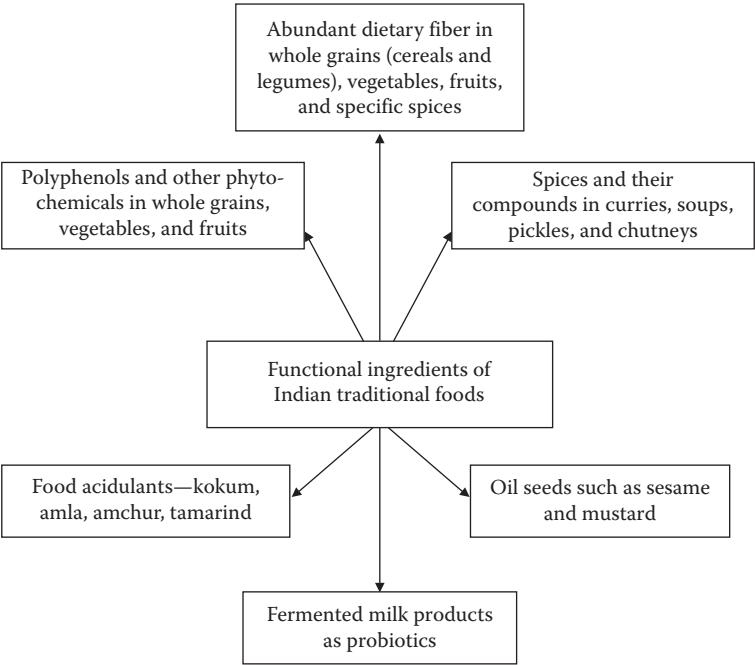 Abundant dietary fiber in
whole grains (cereals and
legumes), vegetables, fruits,
and specific spices
Polyphenols and other phyto-
chemicals in whole grains,
vegetables, and fruits
Spices and their
compounds in curries, soups,
pickles, and chutneys
Functional ingredients of
Indian traditional foods
Food acidulants—kokum,
amla, amchur, tamarind
Oil seeds such as sesame
and mustard
Fermented milk products
as probiotics